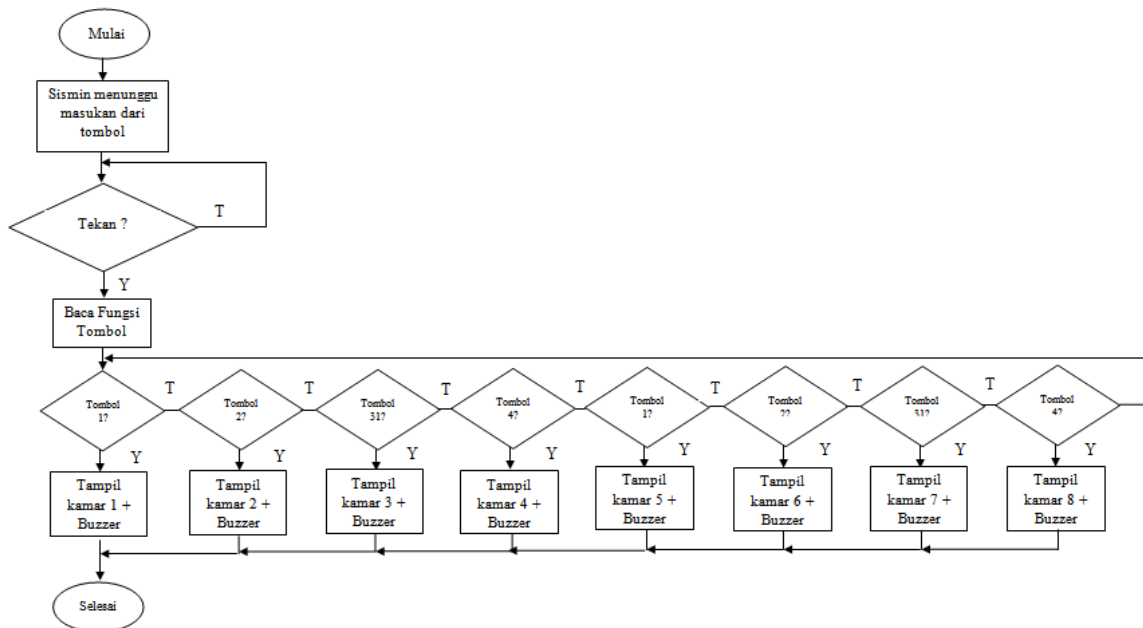 Mulai
Sismin menunggu
masukan dari
tombol
Tekan ?
T
Y
Baca Fungsi
Tombol
T
T
T
T
T
T
T
Tombol
1?
Tombol
2?
Tombol
31?
Tombol
4?
Tombol
1?
Tombol
2?
Tombol
31?
Tombol
4?
Y
Y
Y
Y
Y
Y
Y
Y
Tampil
kamar 1 +
Buzzer
Tampil
kamar 2 +
Buzzer
Tampil
kamar 3 +
Buzzer
Tampil
kamar 4 +
Buzzer
Tampil
kamar 5 +
Buzzer
Tampil
kamar 6 +
Buzzer
Tampil
kamar 7 +
Buzzer
Tampil
kamar 8 +
Buzzer
Selesai